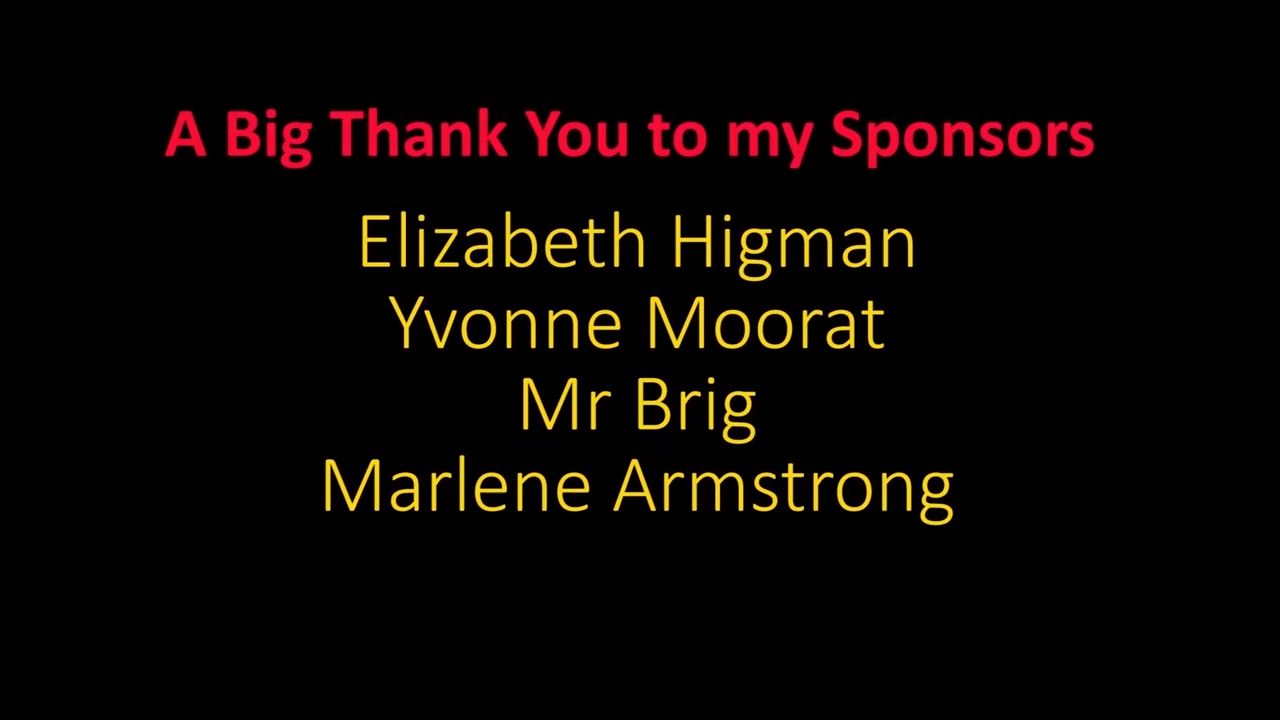 A Big Thank You to my Sponsors
Elizabeth Higman
Yvonne Moorat
Mr Brig
Marlene Armstrong